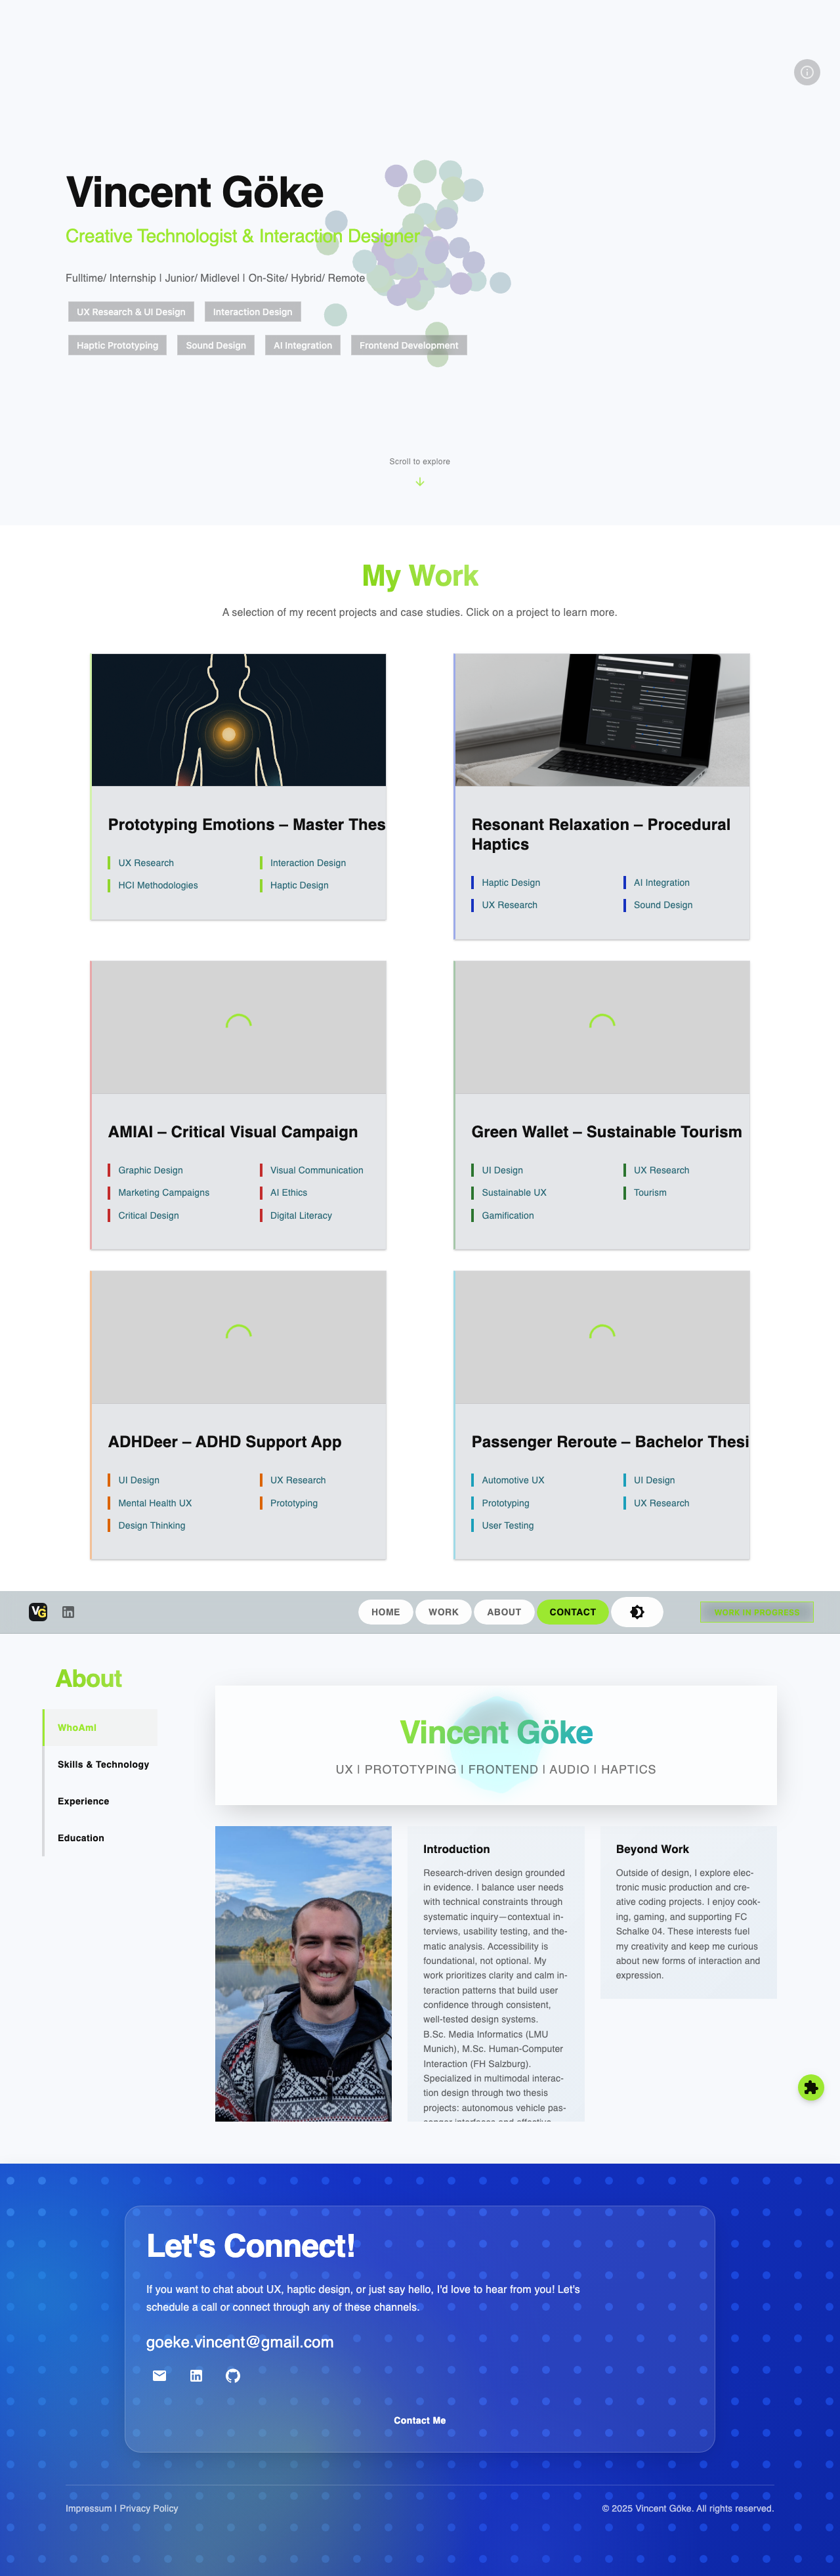 Vincent Göke
Creative Technologist & Interaction Designer
Fulltime/ Internship | Junior/ Midlevel | On-Site/ Hybrid/ Remote
UX Research & UI Design
Interaction Design
Haptic Prototyping
Sound Design
AI Integration
Frontend Development
Scroll to explore
My Work
A selection of my recent projects and case studies. Click on a project to learn more.
Prototyping Emotions – Master Thes
UX Research
Interaction Design
HCI Methodologies
Haptic Design
Resonant Relaxation – Procedural
Haptics
Haptic Design
AI Integration
UX Research
Sound Design
AMIAI – Critical Visual Campaign
Graphic Design
Visual Communication
Marketing Campaigns
AI Ethics
Critical Design
Digital Literacy
Green Wallet – Sustainable Tourism
UI Design
UX Research
Sustainable UX
Tourism
Gamification
ADHDeer – ADHD Support App
UI Design
UX Research
Mental Health UX
Prototyping
Design Thinking
Passenger Reroute – Bachelor Thesi
Automotive UX
UI Design
Prototyping
UX Research
User Testing
VG
HOME
WORK
ABOUT
CONTACT
WORK IN PROGRESS
About
WhoAmI
Skills & Technology
Experience
Education
Vincent Göke
UX | PROTOTYPING | FRONTEND | AUDIO | HAPTICS
Introduction
Research-driven design grounded
in evidence. I balance user needs
with technical constraints through
systematic inquiry—contextual in-
terviews, usability testing, and the-
matic analysis. Accessibility is
foundational, not optional. My
work prioritizes clarity and calm in-
teraction patterns that build user
confidence through consistent,
well-tested design systems.
B.Sc. Media Informatics (LMU
Munich), M.Sc. Human-Computer
Interaction (FH Salzburg).
Specialized in multimodal interac-
tion design through two thesis
projects: autonomous vehicle pas-
Beyond Work
Outside of design, I explore elec-
tronic music production and cre-
ative coding projects. I enjoy cook-
ing, gaming, and supporting FC
Schalke 04. These interests fuel
my creativity and keep me curious
about new forms of interaction and
expression.
Let's Connect!
If you want to chat about UX, haptic design, or just say hello, I'd love to hear from you! Let's
schedule a call or connect through any of these channels.
goeke.vincent@gmail.com
Contact Me
Impressum | Privacy Policy
© 2025 Vincent Göke. All rights reserved.